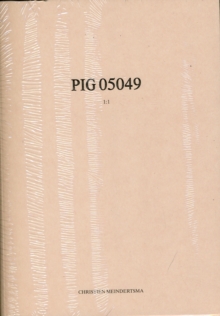 PIG 05049
1:1
CHRISTIEN MEINDERTSMA